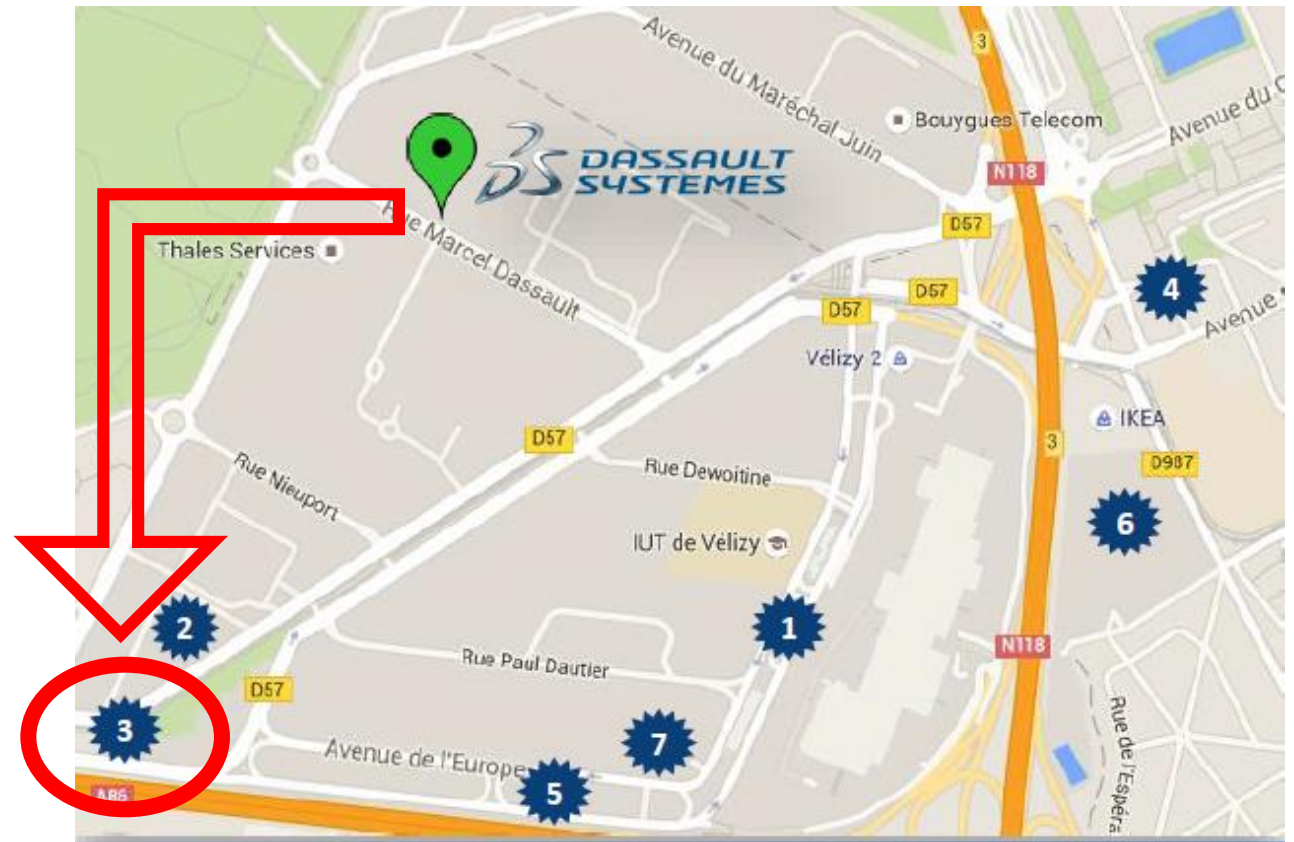 Avenue du Maréchal Juin
3
Bouygues Telecom
Avenue du C
N118
DASSAULT
SYSTEMES
Rue Marcel Dassault
Thales Services
D57
D57
D57
4
Avenue
Vélizy 2
IKEA
D57
3
D987
Rue Nieuport
Rue Dewoitine
6
IUT de Vélizy
2
1
N118
Rue Paul Dautier
D57
3
7
Avenue de l'Europe
Rue de l'Espéra
5
A86